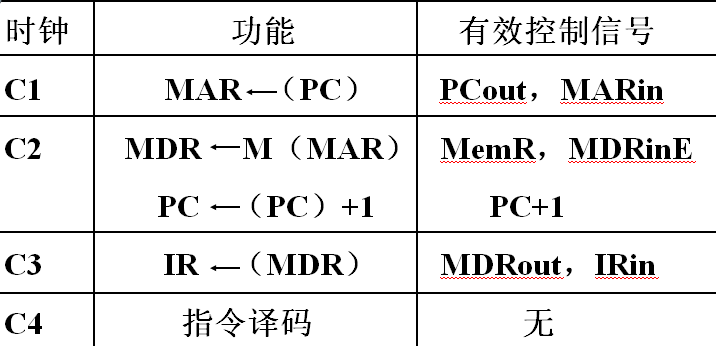 时钟 功能 有效控制信号
C1 MAR←(PC) PCout，MARin
C2 MDR ←M（MAR） MemR，MDRinE
PC ←(PC）+1 PC+1
C3 IR ←(MDR） MDRout，IRin
C4 指令译码 无